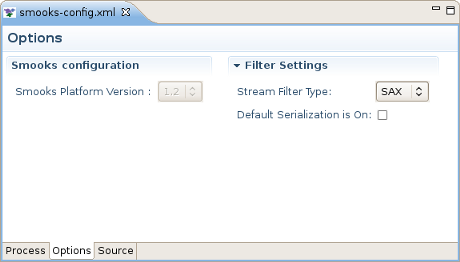 smooks-config.xml
Options
Smooks configuration
Smooks Platform Version :
1.2
Filter Settings
Stream Filter Type:
SAX
Default Serialization is On:
Process
Options
Source